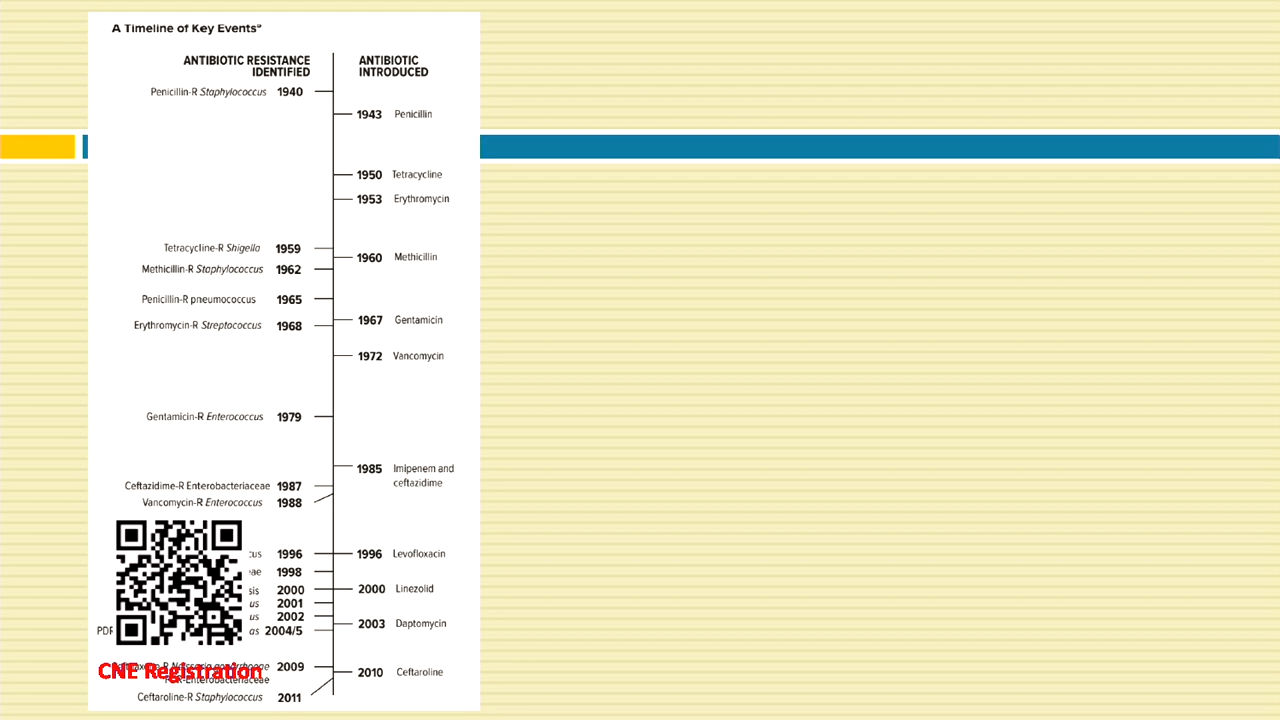 A Timeline of Key Events
ANTIBIOTIC RESISTANCE
IDENTIFIED
ANTIBIOTIC
INTRODUCED
Penicillin-R Staphylococcus 1940
1943 Penicillin
1950 Tetracycline
1953 Erythromycin
Tetracycline-R Shigella 1959
1960 Methicillin
Methicillin-R Staphylococcus 1962
Penicillin-R pneumococcus 1965
1967 Gentamicin
Erythromycin-R Streptococcus 1968
1972 Vancomycin
Gentamicin-R Enterococcus 1979
1985 Imipenem and
ceftazidime
Ceftazidime-R Enterobacteriaceae 1987
Vancomycin-R Enterococcus 1988
1996 1996 Levofloxacin
1998
2000 2000 Linezolid
2001
2002
2003 Daptomycin
PDR 2004/5
2009
2010 Ceftaroline
CNE Registration
Ceftaroline-R Staphylococcus 2011